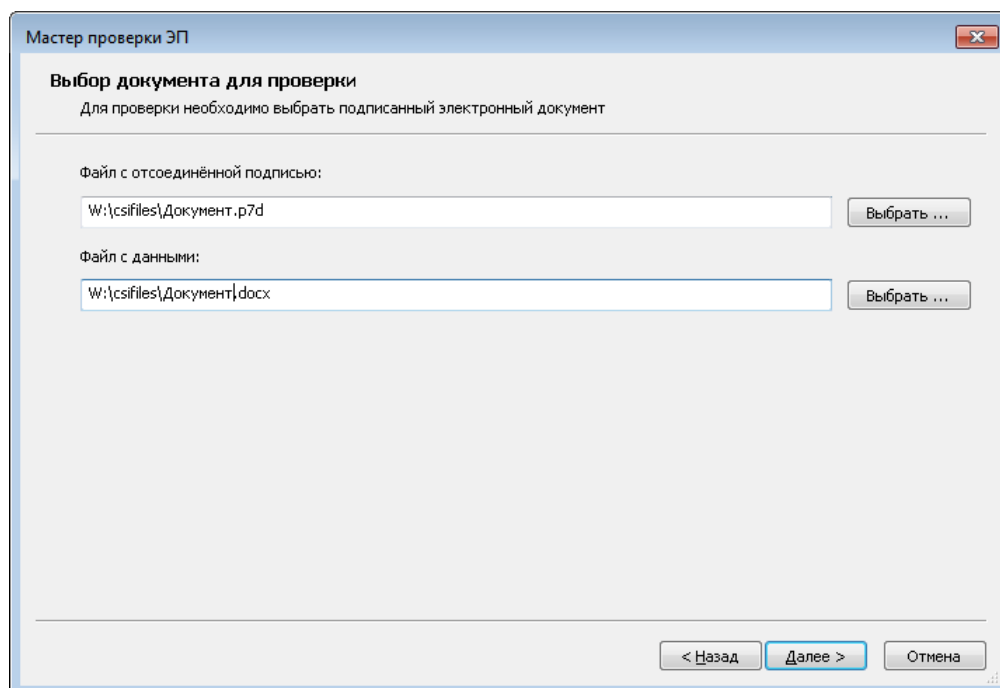 Мастер проверки ЭП
Выбор документа для проверки
Для проверки необходимо выбрать подписанный электронный документ
Файл с отсоединённой подписью:
W:\csifiles\Документ.p7d
Выбрать ...
Файл с данными:
W:\csifiles\Документ.docx
Выбрать ...
< Назад
Далее >
Отмена